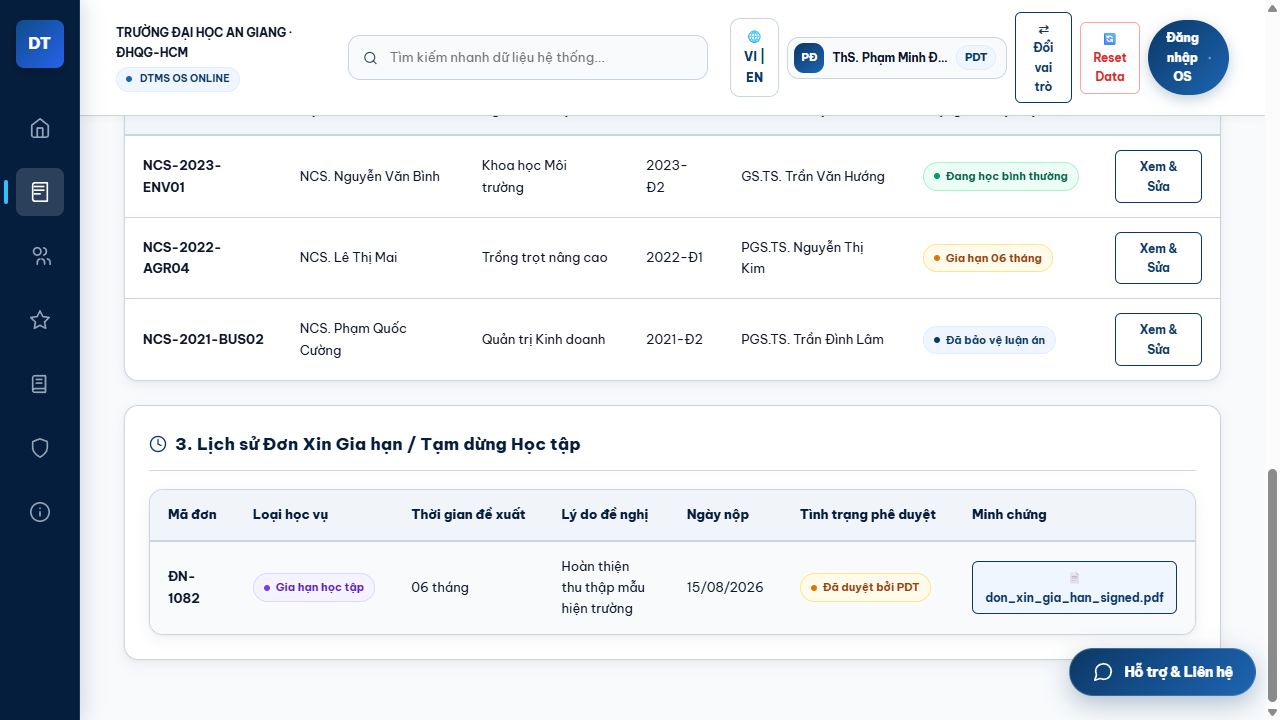 DT
TRƯỜNG ĐẠI HỌC AN GIANG ·
ĐHQG-HCM
DTMS OS ONLINE
Tìm kiếm nhanh dữ liệu hệ thống...
VI |
EN
PĐ
ThS. Phạm Minh Đ...
PDT
⇄
Đổi
vai
trò
Reset
Data
Đăng
nhập
OS
NCS-2023-
ENV01
NCS. Nguyễn Văn Bình
Khoa học Môi
trường
2023-
Đ2
GS.TS. Trần Văn Hướng
Đang học bình thường
Xem &
Sửa
NCS-2022-
AGR04
NCS. Lê Thị Mai
Trồng trọt nâng cao
2022-Đ1
PGS.TS. Nguyễn Thị
Kim
Gia hạn 06 tháng
Xem &
Sửa
NCS-2021-BUS02
NCS. Phạm Quốc
Cường
Quản trị Kinh doanh
2021-Đ2
PGS.TS. Trần Đình Lâm
Đã bảo vệ luận án
Xem &
Sửa
3. Lịch sử Đơn Xin Gia hạn / Tạm dừng Học tập
Mã đơn
Loại học vụ
Thời gian đề xuất
Lý do đề nghị
Ngày nộp
Tình trạng phê duyệt
Minh chứng
ĐN-
1082
Gia hạn học tập
06 tháng
Hoàn thiện
thu thập mẫu
hiện trường
15/08/2026
Đã duyệt bởi PDT
don_xin_gia_han_signed.pdf
Hỗ trợ & Liên hệ